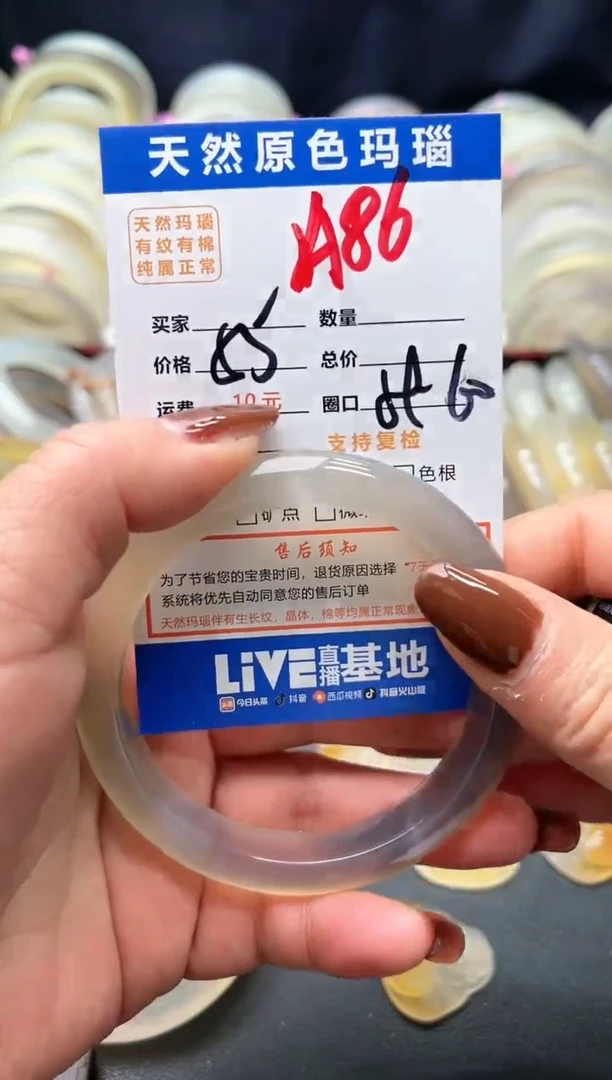 天然原色玛瑙
天然玛瑙
有纹有棉
纯属正常
A86
买家 数量
价格 85 总价
运费 10元 圈口
支持复检
色根
矿点
售后须知
为了节省您的宝贵时间，退货原因选择“7
系统将优先自动同意您的售后订单
天然玛瑙伴有生长纹，晶体，棉等均属正常现象
LiVE直播基地
头条 今日头条 抖音 西瓜视频 抖音火山版